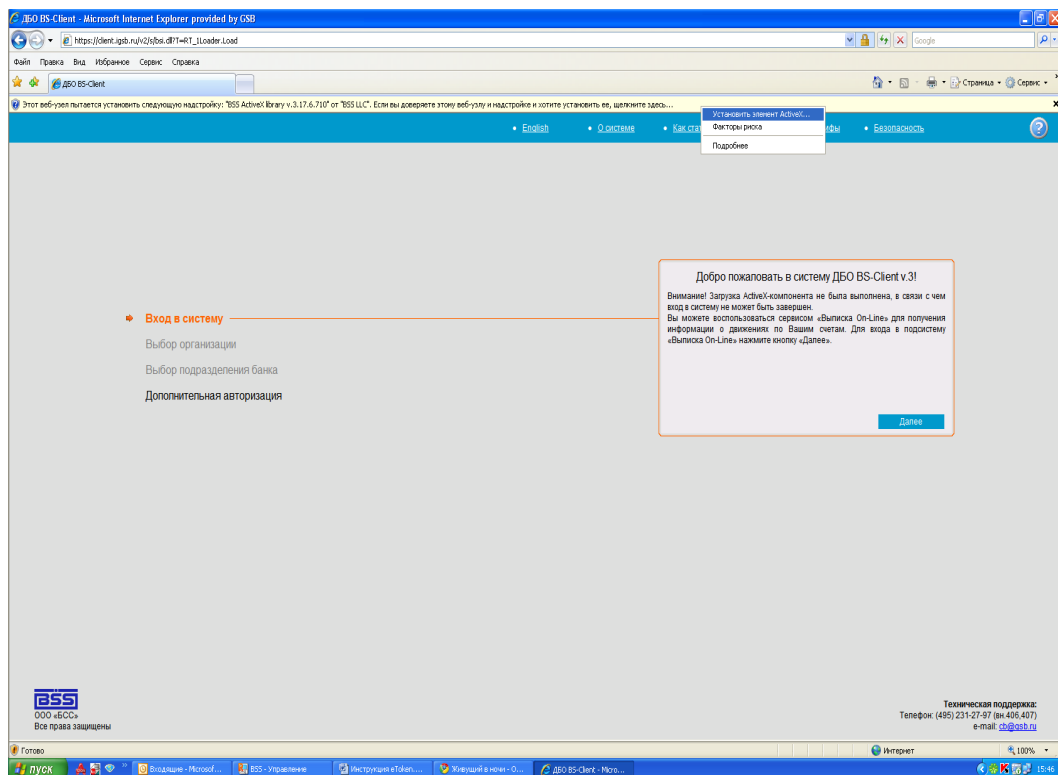 ДБО BS-Client - Microsoft Internet Explorer provided by GSB
https://client.igsb.ru/v2/s/bsi.dll?T=RT_1Loader.Load
Google
Файл Правка Вид Избранное Сервис Справка
ДБО BS-Client
Страница Сервис
Этот веб-узел пытается установить следующую надстройку: "BSS ActiveX library v.3.17.6.710" от "BSS LLC". Если вы доверяете этому веб-узлу и надстройке и хотите установить ее, щелкните здесь...
Установить элемент ActiveX...
Факторы риска
Подробнее
English
О системе
Как ста
Безопасность
Добро пожаловать в систему ДБО BS-Client v.3!
Внимание! Загрузка ActiveX-компонента не была выполнена, в связи с чем
вход в систему не может быть завершен.
Вы можете воспользоваться сервисом «Выписка On-Line» для получения
информации о движениях по Вашим счетам. Для входа в подсистему
«Выписка On-Line» нажмите кнопку «Далее».
Далее
Вход в систему
Выбор организации
Выбор подразделения банка
Дополнительная авторизация
BSS
ООО «БСС»
Все права защищены
Техническая поддержка:
Телефон: (495) 231-27-97 (вн.406,407)
e-mail: cb@gsb.ru
Готово
Интернет
100%
пуск
Входящие - Microsof...
BSS - Управление
Инструкция eToken....
Живущий в ночи - О...
ДБО BS-Client - Micro...
15:46